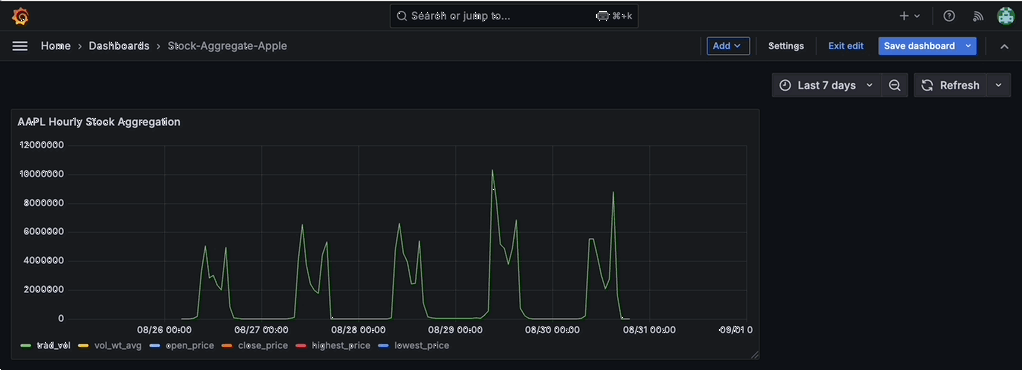 Search or jump to... ⌘+k
Home › Dashboards › Stock-Aggregate-Apple
Add
Settings
Exit edit
Save dashboard
Last 7 days
Refresh
AAPL Hourly Stock Aggregation
12000000
10000000
8000000
6000000
4000000
2000000
0
08/26 00:00 08/27 00:00 08/28 00:00 08/29 00:00 08/30 00:00 08/31 00:00 09/01 0
trad_vol vol_wt_avg open_price close_price highest_price lowest_price